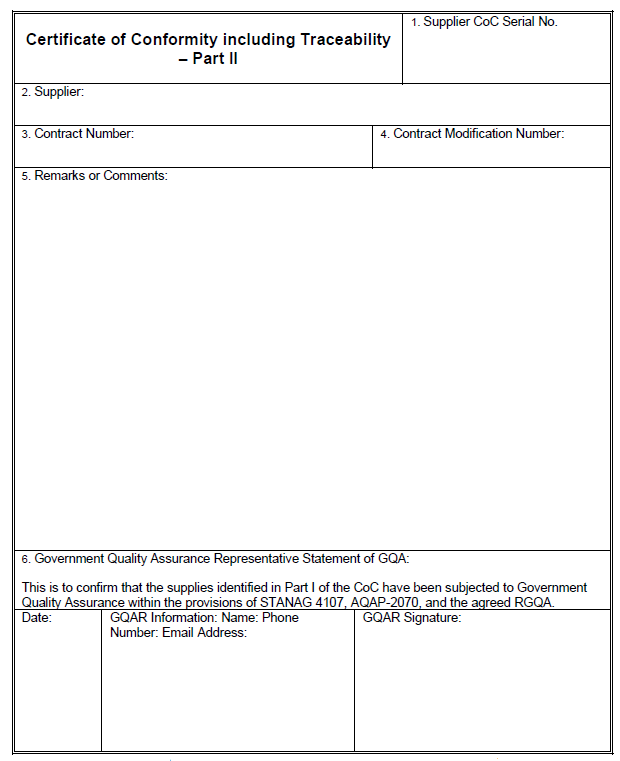 Certificate of Conformity including Traceability
– Part II
1. Supplier CoC Serial No.
2. Supplier:
3. Contract Number:
4. Contract Modification Number:
5. Remarks or Comments:
6. Government Quality Assurance Representative Statement of GQA:
This is to confirm that the supplies identified in Part I of the CoC have been subjected to Government
Quality Assurance within the provisions of STANAG 4107, AQAP-2070, and the agreed RGQA.
Date:
GQAR Information: Name: Phone
Number: Email Address:
GQAR Signature: